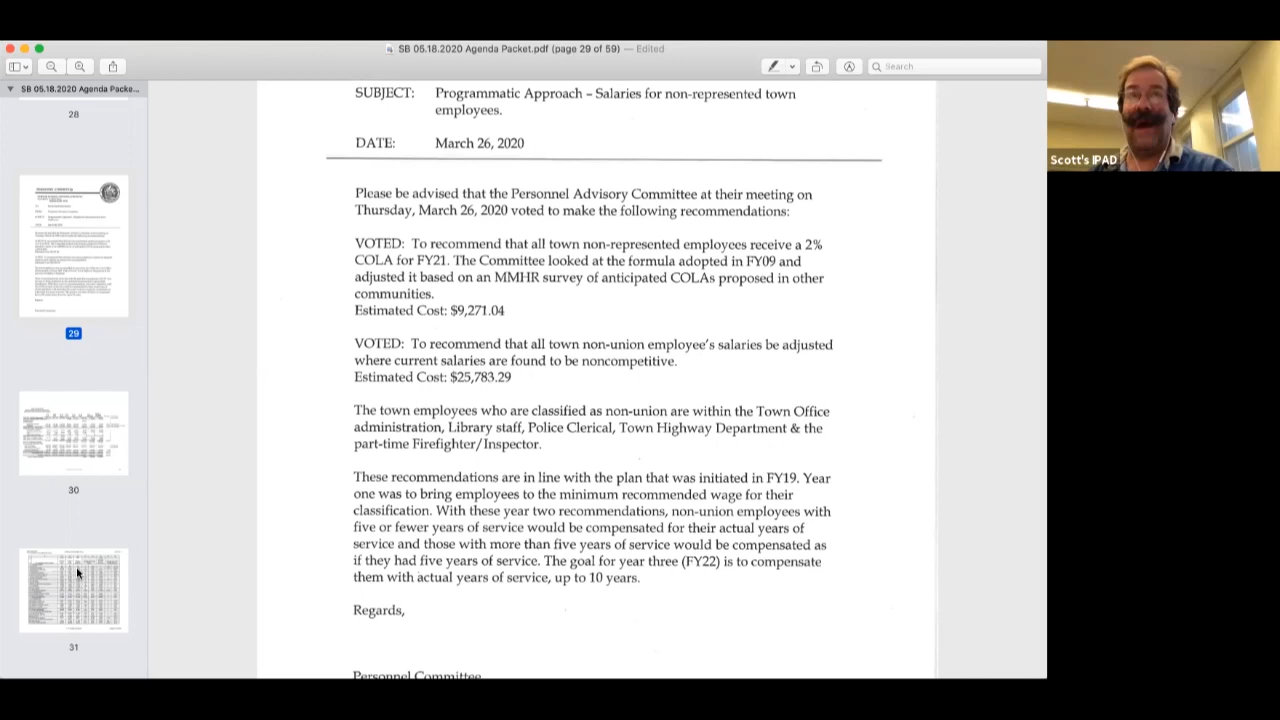 SB 05.18.2020 Agenda Packet.pdf (page 29 of 59) — Edited
Search
SB 05.18.2020 Agenda Packe...
28
29
30
31
SUBJECT: Programmatic Approach – Salaries for non-represented town
employees.
DATE: March 26, 2020
Please be advised that the Personnel Advisory Committee at their meeting on
Thursday, March 26, 2020 voted to make the following recommendations:
VOTED: To recommend that all town non-represented employees receive a 2%
COLA for FY21. The Committee looked at the formula adopted in FY09 and
adjusted it based on an MMHR survey of anticipated COLAs proposed in other
communities.
Estimated Cost: $9,271.04
VOTED: To recommend that all town non-union employee's salaries be adjusted
where current salaries are found to be noncompetitive.
Estimated Cost: $25,783.29
The town employees who are classified as non-union are within the Town Office
administration, Library staff, Police Clerical, Town Highway Department & the
part-time Firefighter/Inspector.
These recommendations are in line with the plan that was initiated in FY19. Year
one was to bring employees to the minimum recommended wage for their
classification. With these year two recommendations, non-union employees with
five or fewer years of service would be compensated for their actual years of
service and those with more than five years of service would be compensated as
if they had five years of service. The goal for year three (FY22) is to compensate
them with actual years of service, up to 10 years.
Regards,
Personnel Committee
Scott's IPAD